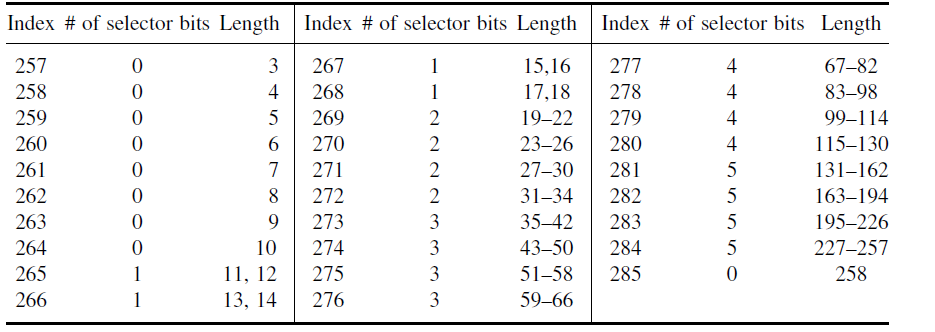 Index # of selector bits Length Index # of selector bits Length Index # of selector bits Length
257 0 3 267 1 15,16 277 4 67–82
258 0 4 268 1 17,18 278 4 83–98
259 0 5 269 2 19–22 279 4 99–114
260 0 6 270 2 23–26 280 4 115–130
261 0 7 271 2 27–30 281 5 131–162
262 0 8 272 2 31–34 282 5 163–194
263 0 9 273 3 35–42 283 5 195–226
264 0 10 274 3 43–50 284 5 227–257
265 1 11, 12 275 3 51–58 285 0 258
266 1 13, 14 276 3 59–66